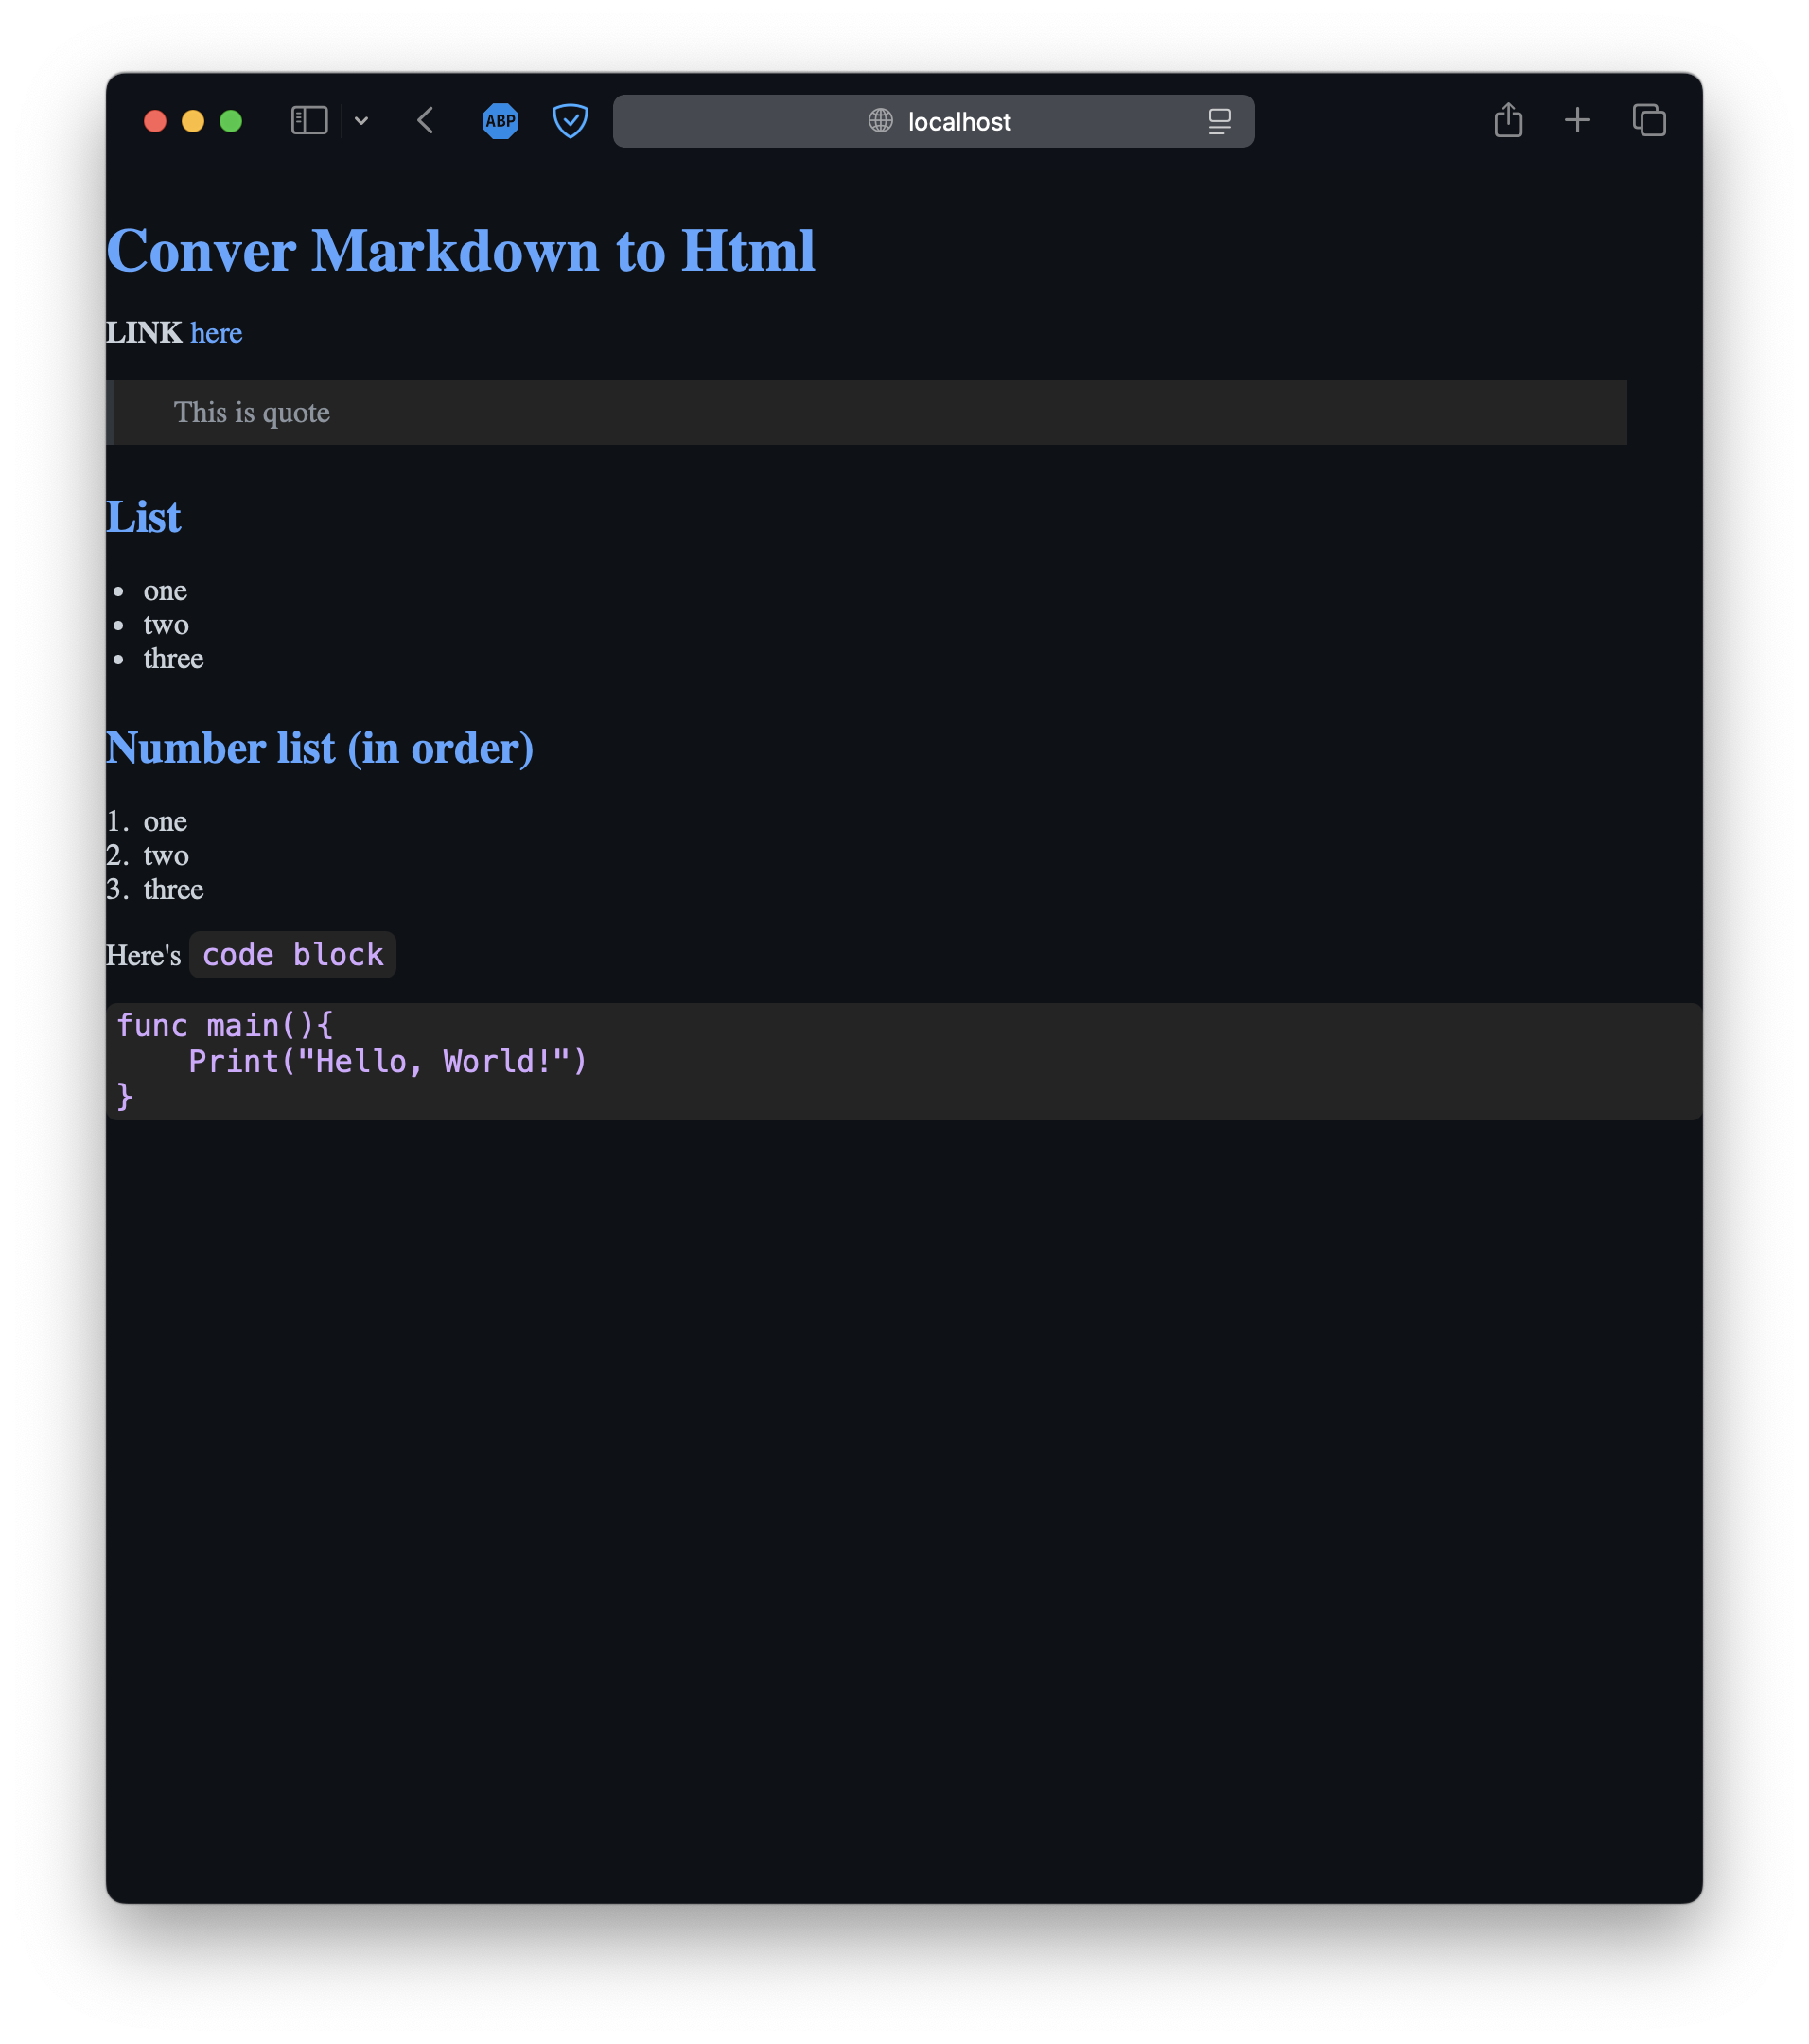 ABP
localhost
Conver Markdown to Html
LINK here
This is quote
List
• one
• two
• three
Number list (in order)
1. one
2. two
3. three
Here's code block
func main(){
    Print("Hello, World!")
}